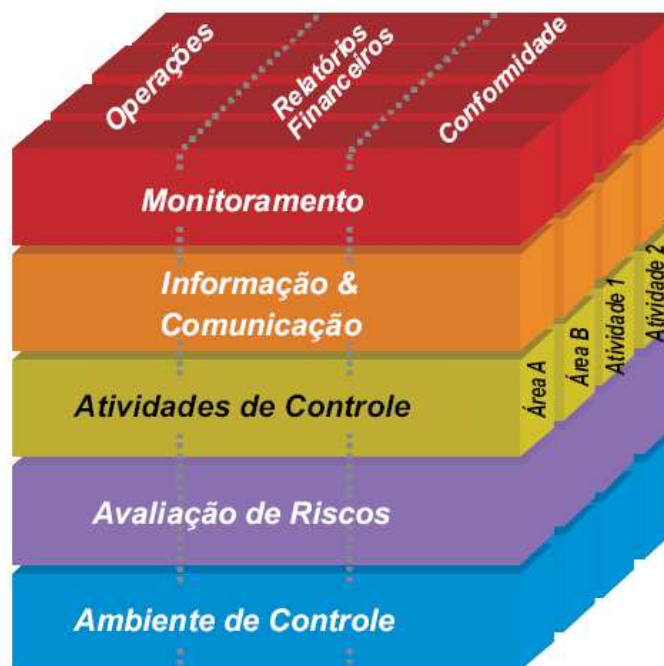 Operações
Relatórios
Financeiros
Conformidade
Monitoramento
Informação &
Comunicação
Atividades de Controle
Área A
Área B
Atividade 1
Atividade 2
Avaliação de Riscos
Ambiente de Controle